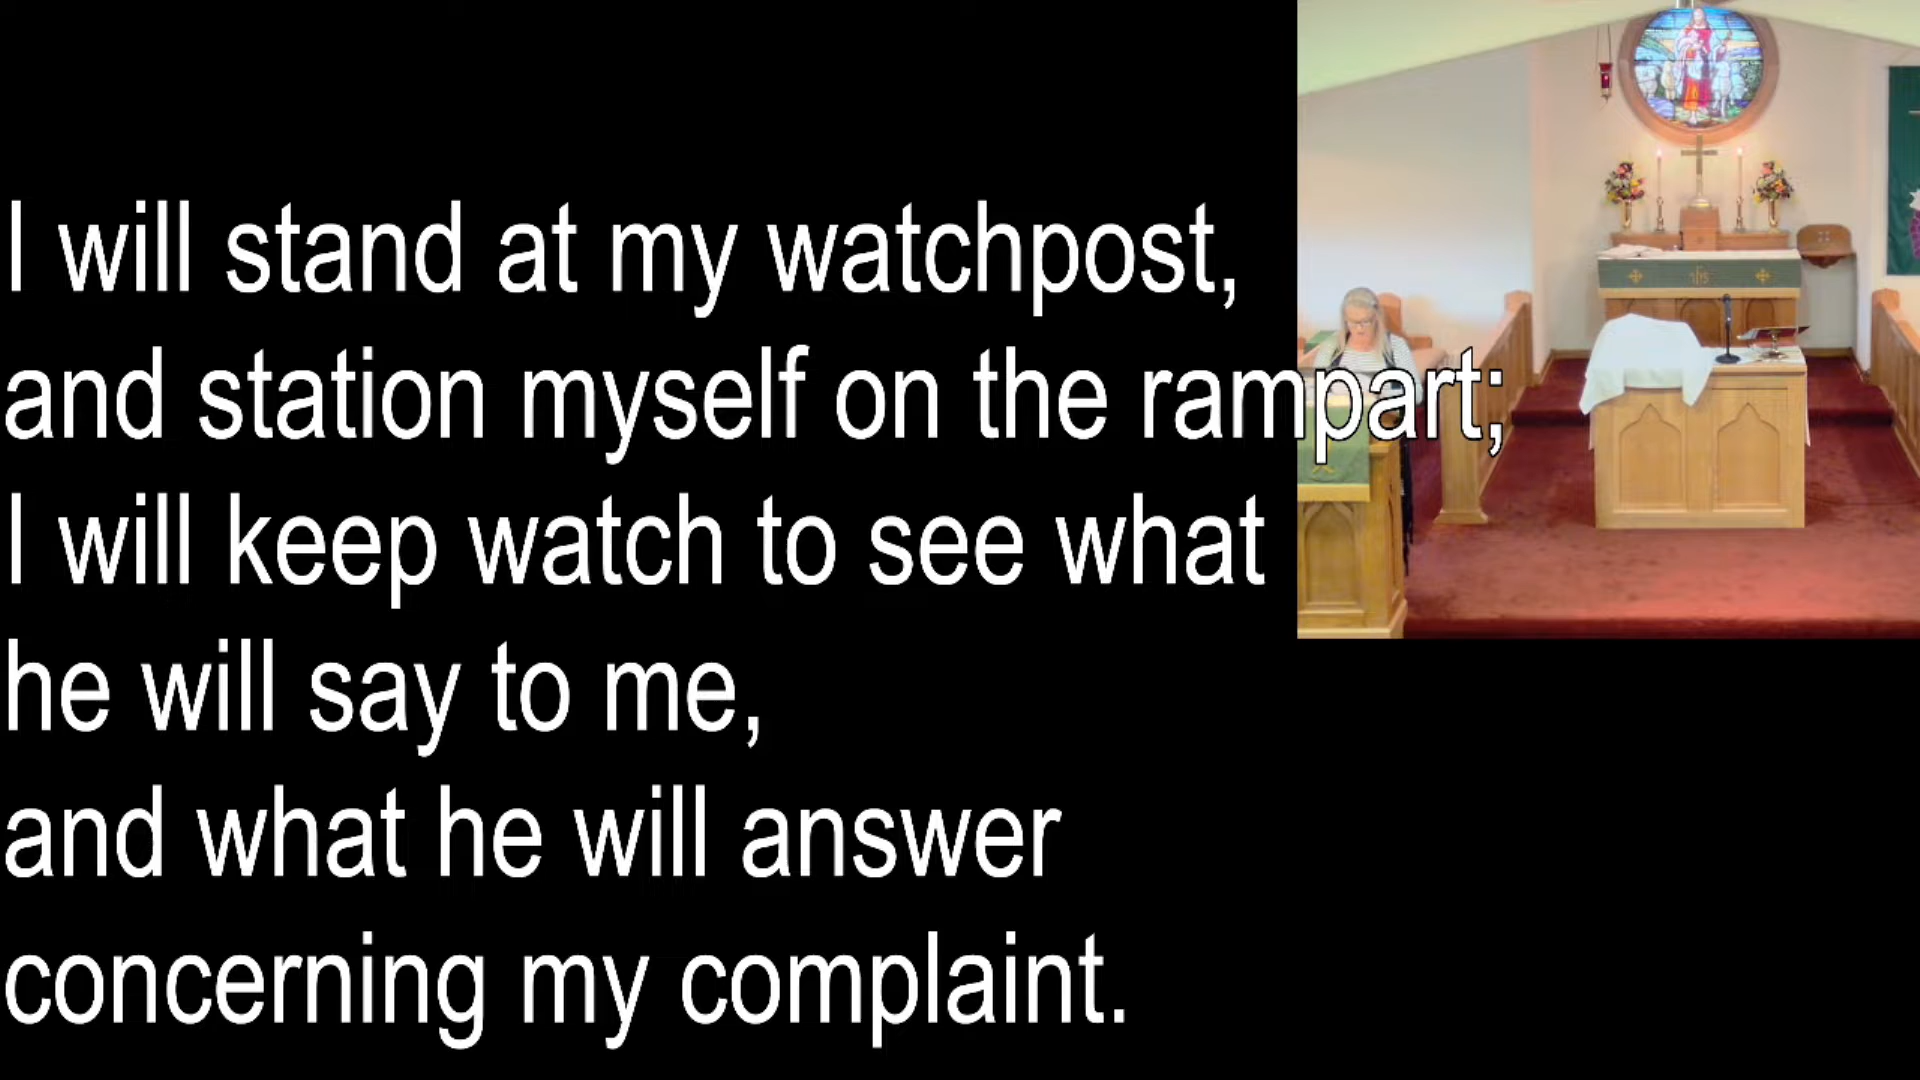 I will stand at my watchpost,
and station myself on the rampart;
I will keep watch to see what
he will say to me,
and what he will answer
concerning my complaint.
IHS